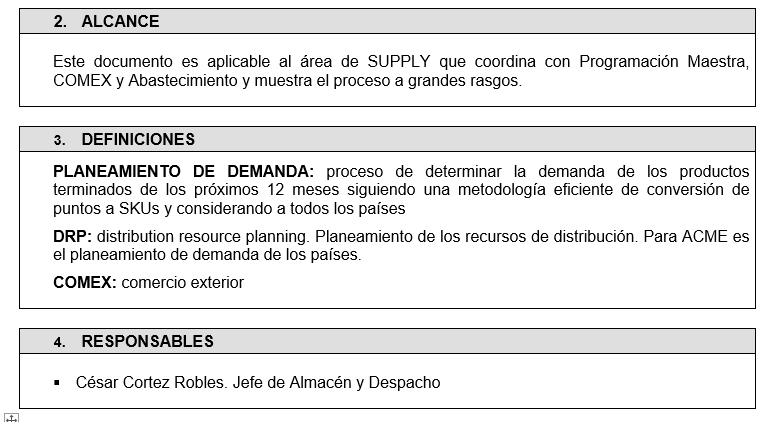 2. ALCANCE
Este documento es aplicable al área de SUPPLY que coordina con Programación Maestra,
COMEX y Abastecimiento y muestra el proceso a grandes rasgos.
3. DEFINICIONES
PLANEAMIENTO DE DEMANDA: proceso de determinar la demanda de los productos
terminados de los próximos 12 meses siguiendo una metodología eficiente de conversión de
puntos a SKUs y considerando a todos los países
DRP: distribution resource planning. Planeamiento de los recursos de distribución. Para ACME es
el planeamiento de demanda de los países.
COMEX: comercio exterior
4. RESPONSABLES
▪ César Cortez Robles. Jefe de Almacén y Despacho